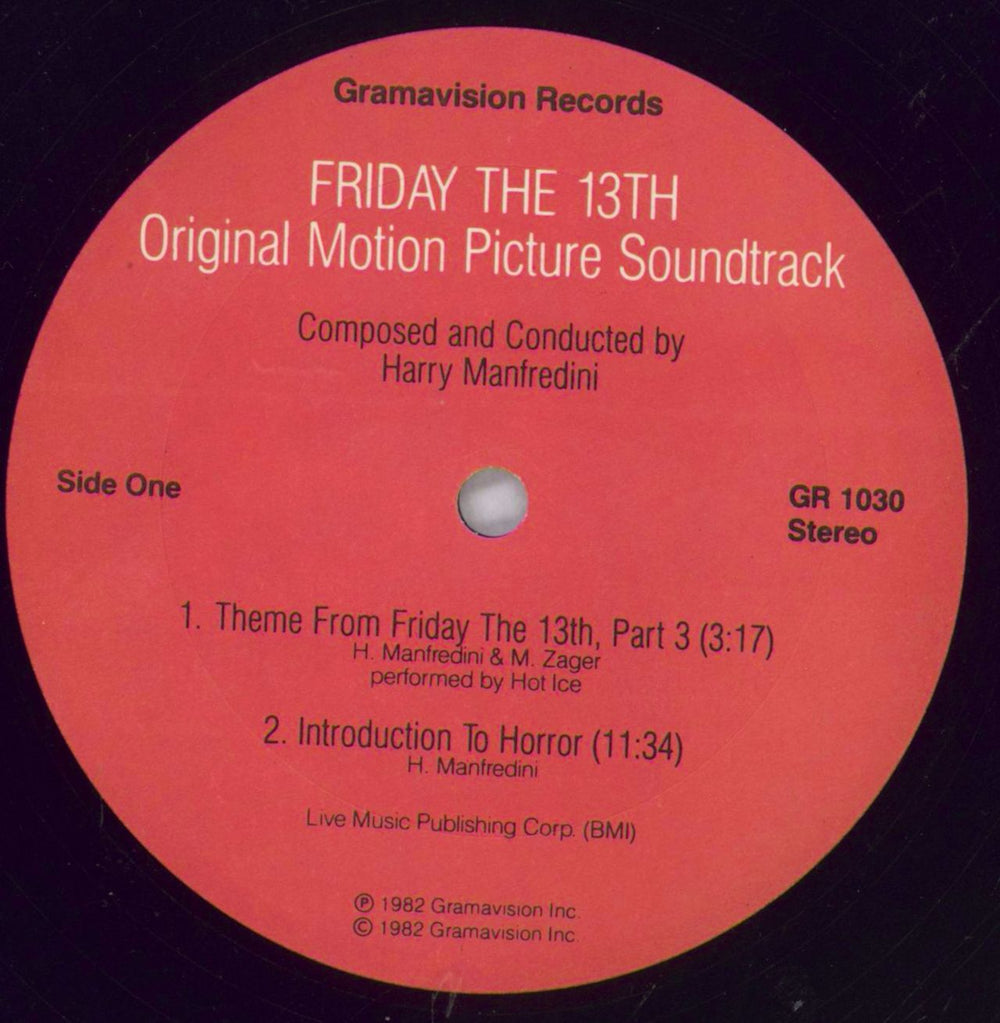 Gramavision Records
FRIDAY THE 13TH
Original Motion Picture Soundtrack
Composed and Conducted by
Harry Manfredini
Side One
GR 1030
Stereo
1. Theme From Friday The 13th, Part 3 (3:17)
H. Manfredini & M. Zager
performed by Hot Ice
2. Introduction To Horror (11:34)
H. Manfredini
Live Music Publishing Corp. (BMI)
℗ 1982 Gramavision Inc.
© 1982 Gramavision Inc.